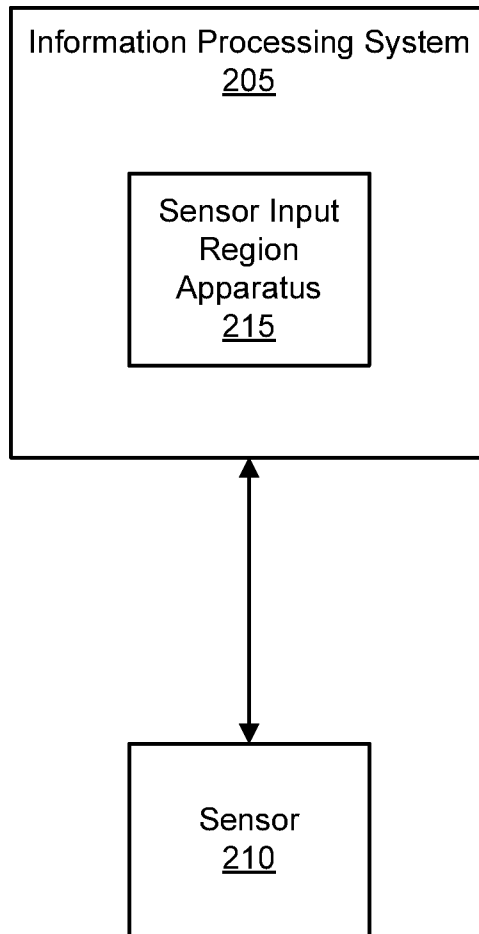 Information Processing System
205
Sensor Input
Region
Apparatus
215
Sensor
210